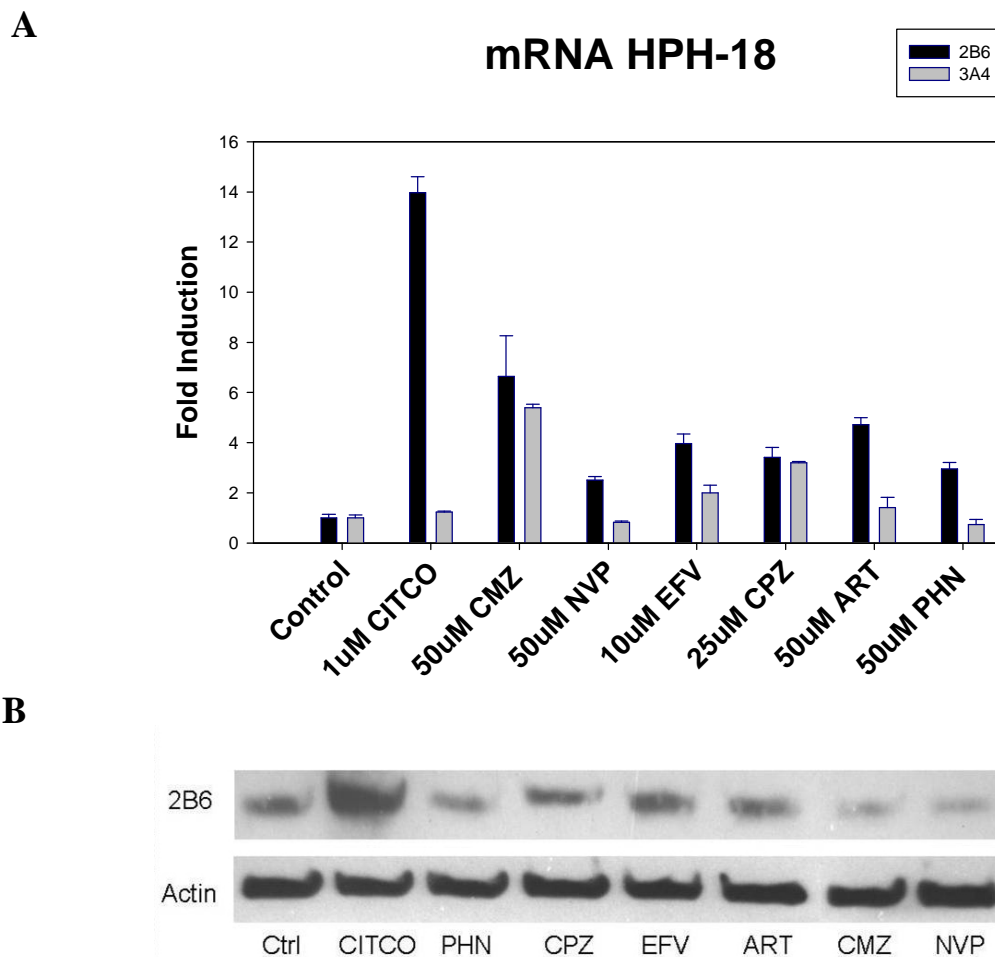 A
mRNA HPH-18
2B6
3A4
16
14
12
10
8
6
4
2
0
Fold Induction
Control
1uM CITCO
50uM CMZ
50uM NVP
10uM EFV
25uM CPZ
50uM ART
50uM PHN
B
2B6
Actin
Ctrl CITCO PHN CPZ EFV ART CMZ NVP